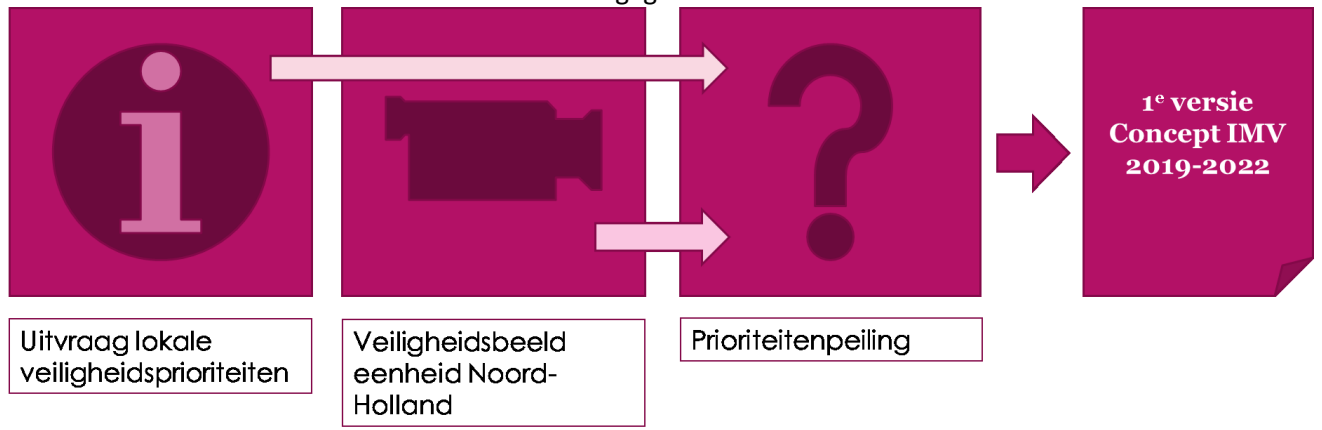 1e versie
Concept IMV
2019-2022
Uitvraag lokale
veiligheidsprioriteiten
Veiligheidsbeeld
eenheid Noord-
Holland
Prioriteitenpeiling